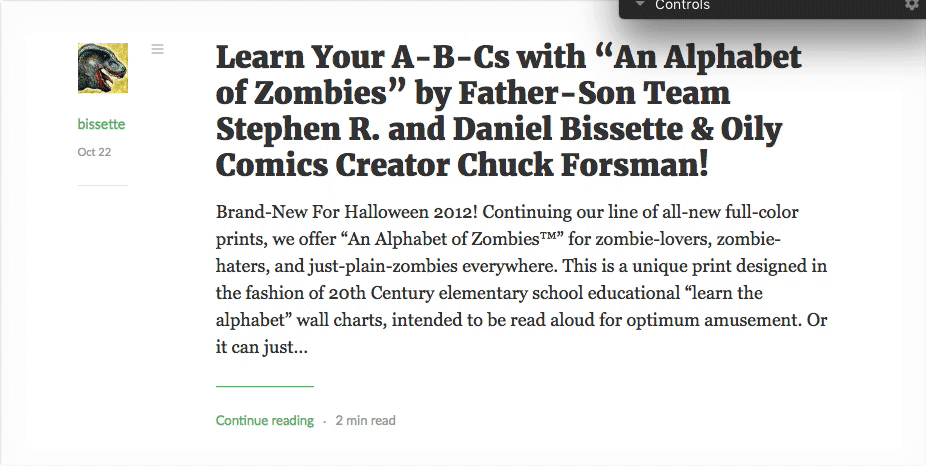 Controls
bissette
Oct 22
Learn Your A-B-Cs with “An Alphabet
of Zombies” by Father-Son Team
Stephen R. and Daniel Bissette & Oily
Comics Creator Chuck Forsman!
Brand-New For Halloween 2012! Continuing our line of all-new full-color
prints, we offer “An Alphabet of Zombies™” for zombie-lovers, zombie-
haters, and just-plain-zombies everywhere. This is a unique print designed in
the fashion of 20th Century elementary school educational “learn the
alphabet” wall charts, intended to be read aloud for optimum amusement. Or
it can just…
Continue reading · 2 min read